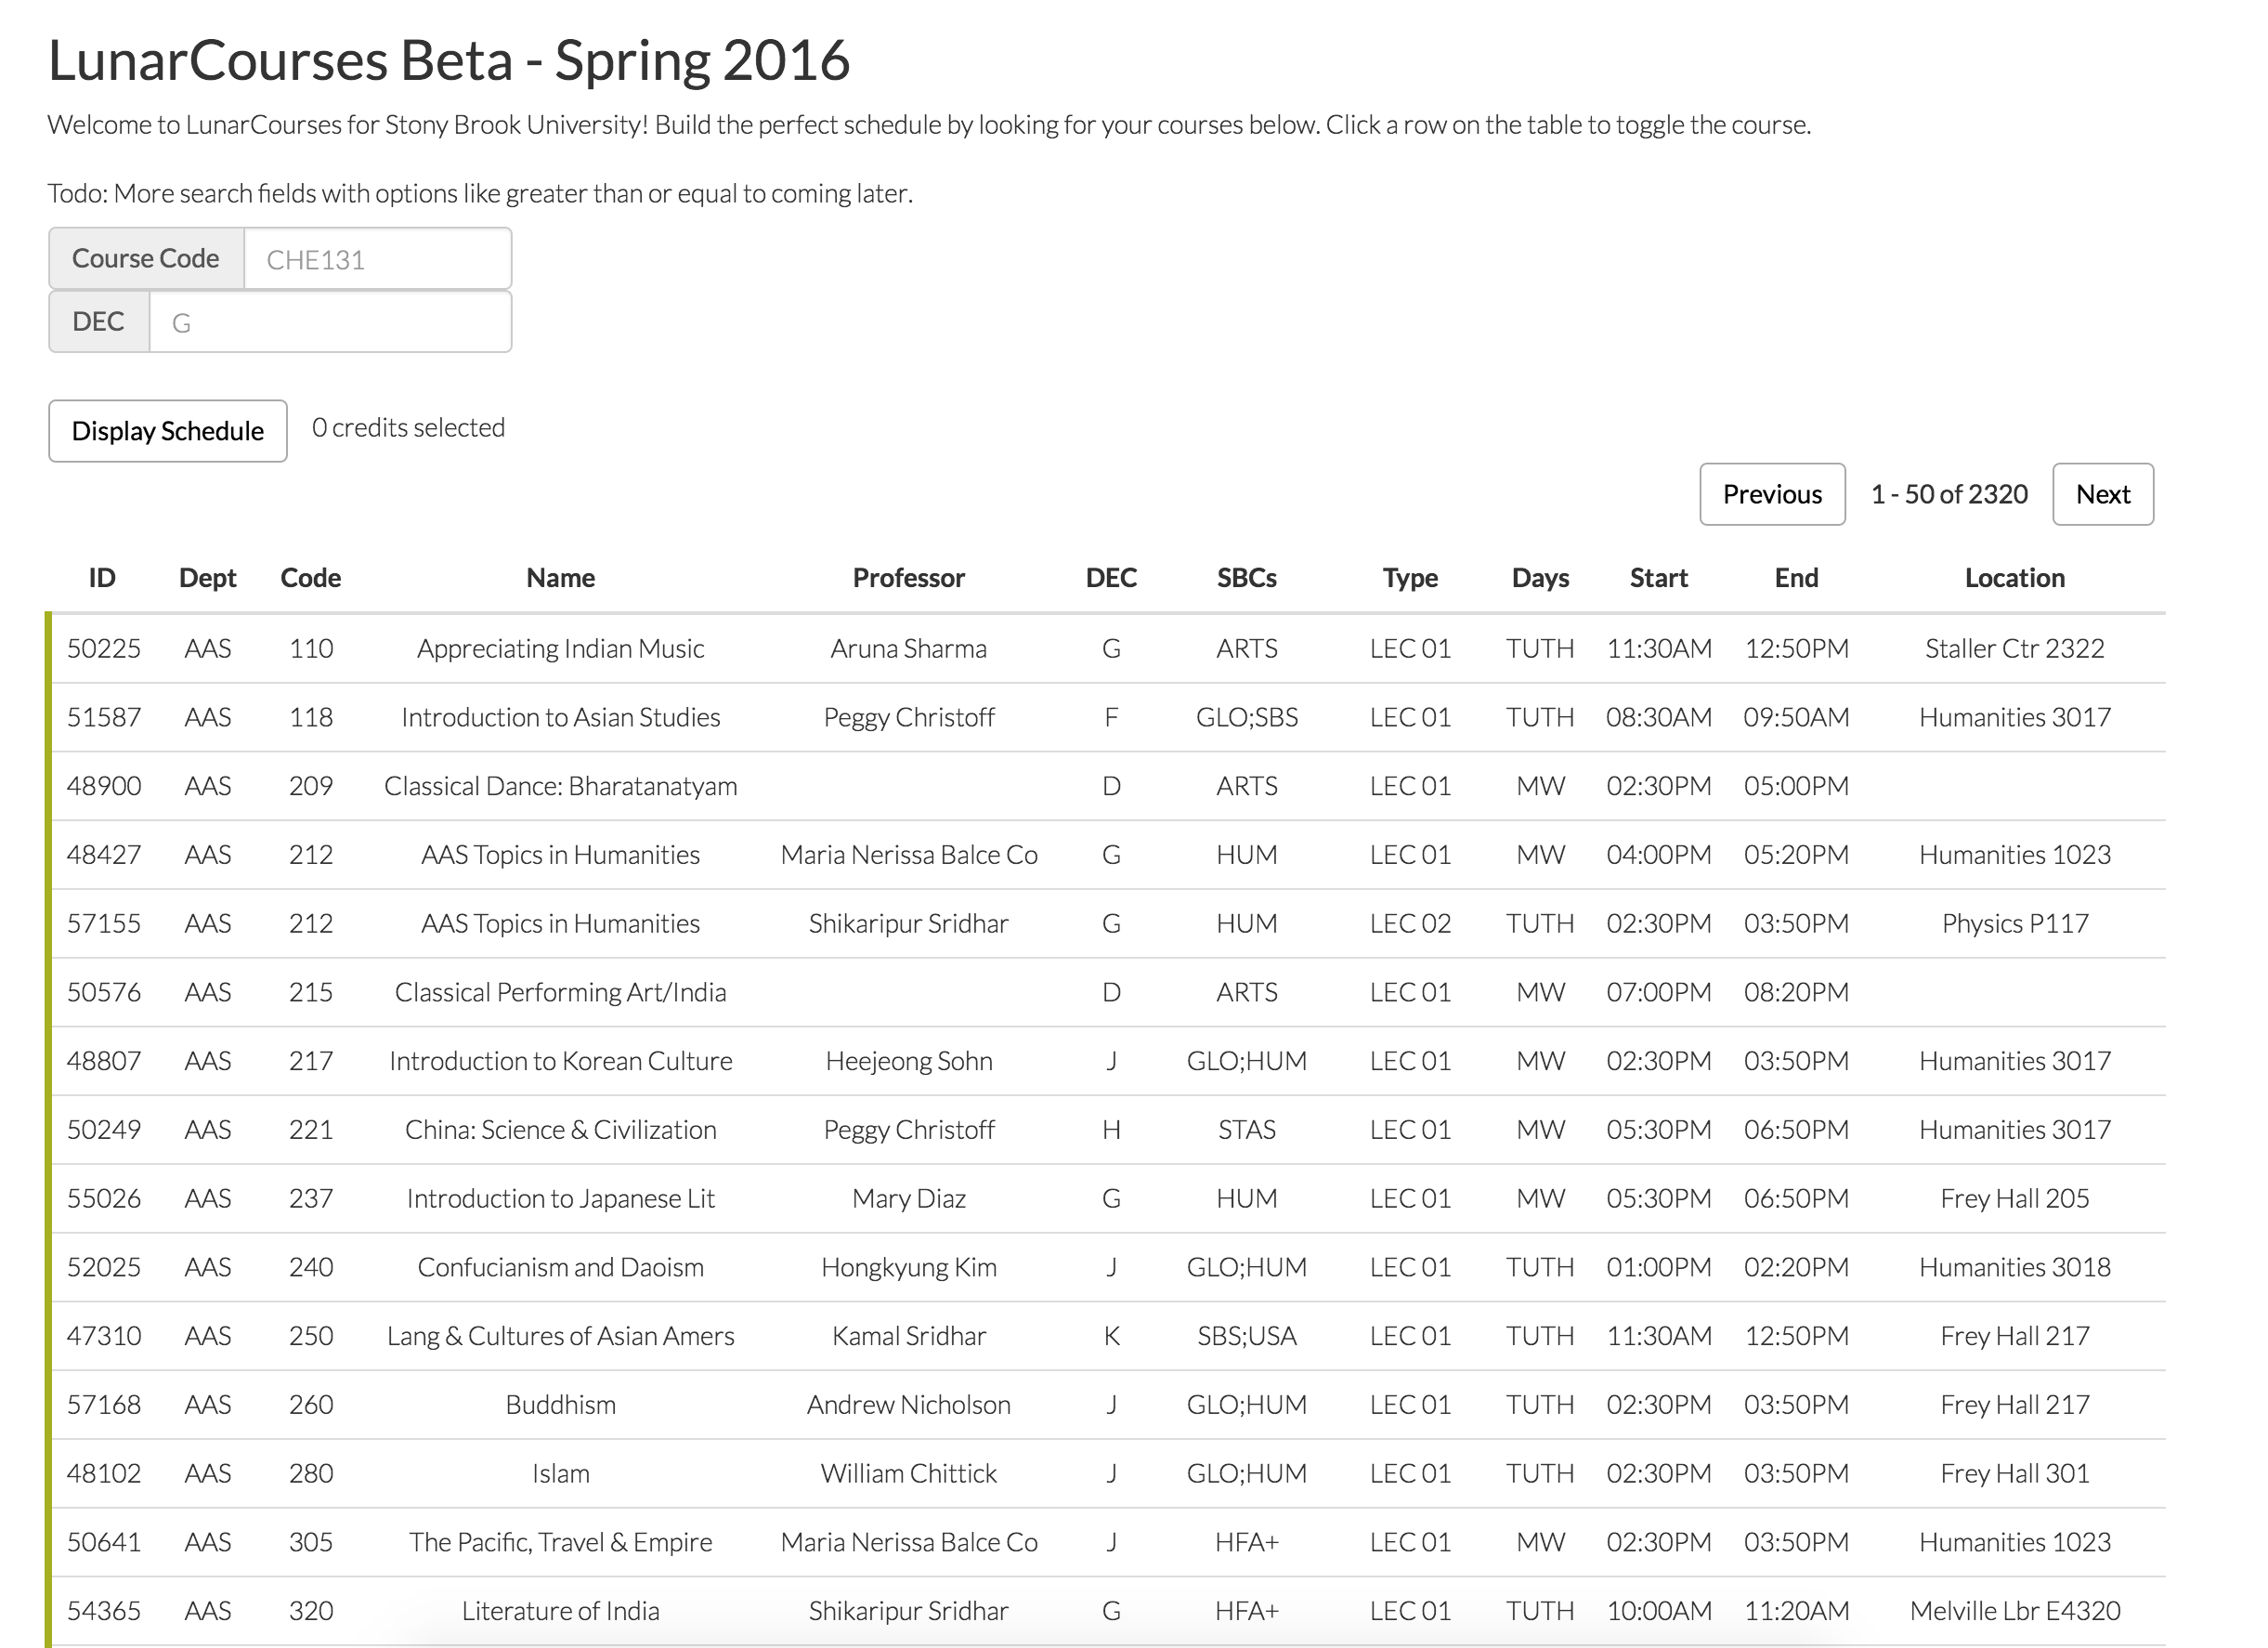 LunarCourses Beta - Spring 2016
Welcome to LunarCourses for Stony Brook University! Build the perfect schedule by looking for your courses below. Click a row on the table to toggle the course.
Todo: More search fields with options like greater than or equal to coming later.
Course Code CHE131
DEC G
Display Schedule 0 credits selected
Previous 1 - 50 of 2320 Next
ID Dept Code Name Professor DEC SBCs Type Days Start End Location
50225 AAS 110 Appreciating Indian Music Aruna Sharma G ARTS LEC 01 TUTH 11:30AM 12:50PM Staller Ctr 2322
51587 AAS 118 Introduction to Asian Studies Peggy Christoff F GLO;SBS LEC 01 TUTH 08:30AM 09:50AM Humanities 3017
48900 AAS 209 Classical Dance: Bharatanatyam D ARTS LEC 01 MW 02:30PM 05:00PM
48427 AAS 212 AAS Topics in Humanities Maria Nerissa Balce Co G HUM LEC 01 MW 04:00PM 05:20PM Humanities 1023
57155 AAS 212 AAS Topics in Humanities Shikaripur Sridhar G HUM LEC 02 TUTH 02:30PM 03:50PM Physics P117
50576 AAS 215 Classical Performing Art/India D ARTS LEC 01 MW 07:00PM 08:20PM
48807 AAS 217 Introduction to Korean Culture Heejeong Sohn J GLO;HUM LEC 01 MW 02:30PM 03:50PM Humanities 3017
50249 AAS 221 China: Science & Civilization Peggy Christoff H STAS LEC 01 MW 05:30PM 06:50PM Humanities 3017
55026 AAS 237 Introduction to Japanese Lit Mary Diaz G HUM LEC 01 MW 05:30PM 06:50PM Frey Hall 205
52025 AAS 240 Confucianism and Daoism Hongkyung Kim J GLO;HUM LEC 01 TUTH 01:00PM 02:20PM Humanities 3018
47310 AAS 250 Lang & Cultures of Asian Amers Kamal Sridhar K SBS;USA LEC 01 TUTH 11:30AM 12:50PM Frey Hall 217
57168 AAS 260 Buddhism Andrew Nicholson J GLO;HUM LEC 01 TUTH 02:30PM 03:50PM Frey Hall 217
48102 AAS 280 Islam William Chittick J GLO;HUM LEC 01 TUTH 02:30PM 03:50PM Frey Hall 301
50641 AAS 305 The Pacific, Travel & Empire Maria Nerissa Balce Co J HFA+ LEC 01 MW 02:30PM 03:50PM Humanities 1023
54365 AAS 320 Literature of India Shikaripur Sridhar G HFA+ LEC 01 TUTH 10:00AM 11:20AM Melville Lbr E4320